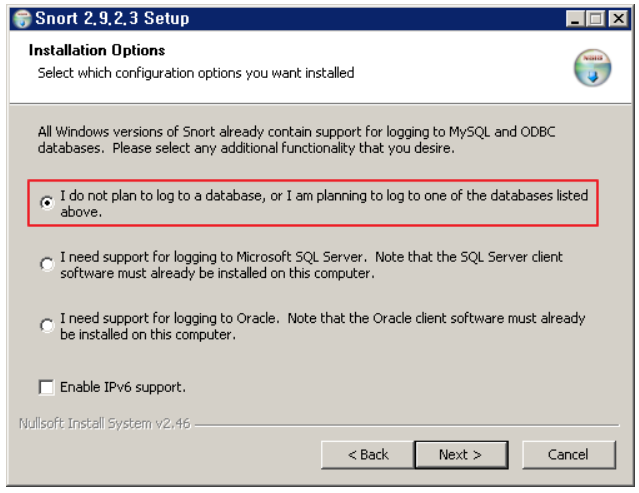 Snort 2,9,2,3 Setup
Installation Options
Select which configuration options you want installed
All Windows versions of Snort already contain support for logging to MySQL and ODBC
databases.  Please select any additional functionality that you desire.
I do not plan to log to a database, or I am planning to log to one of the databases listed
above.
I need support for logging to Microsoft SQL Server.  Note that the SQL Server client
software must already be installed on this computer.
I need support for logging to Oracle.  Note that the Oracle client software must already
be installed on this computer.
Enable IPv6 support.
Nullsoft Install System v2,46
< Back
Next >
Cancel